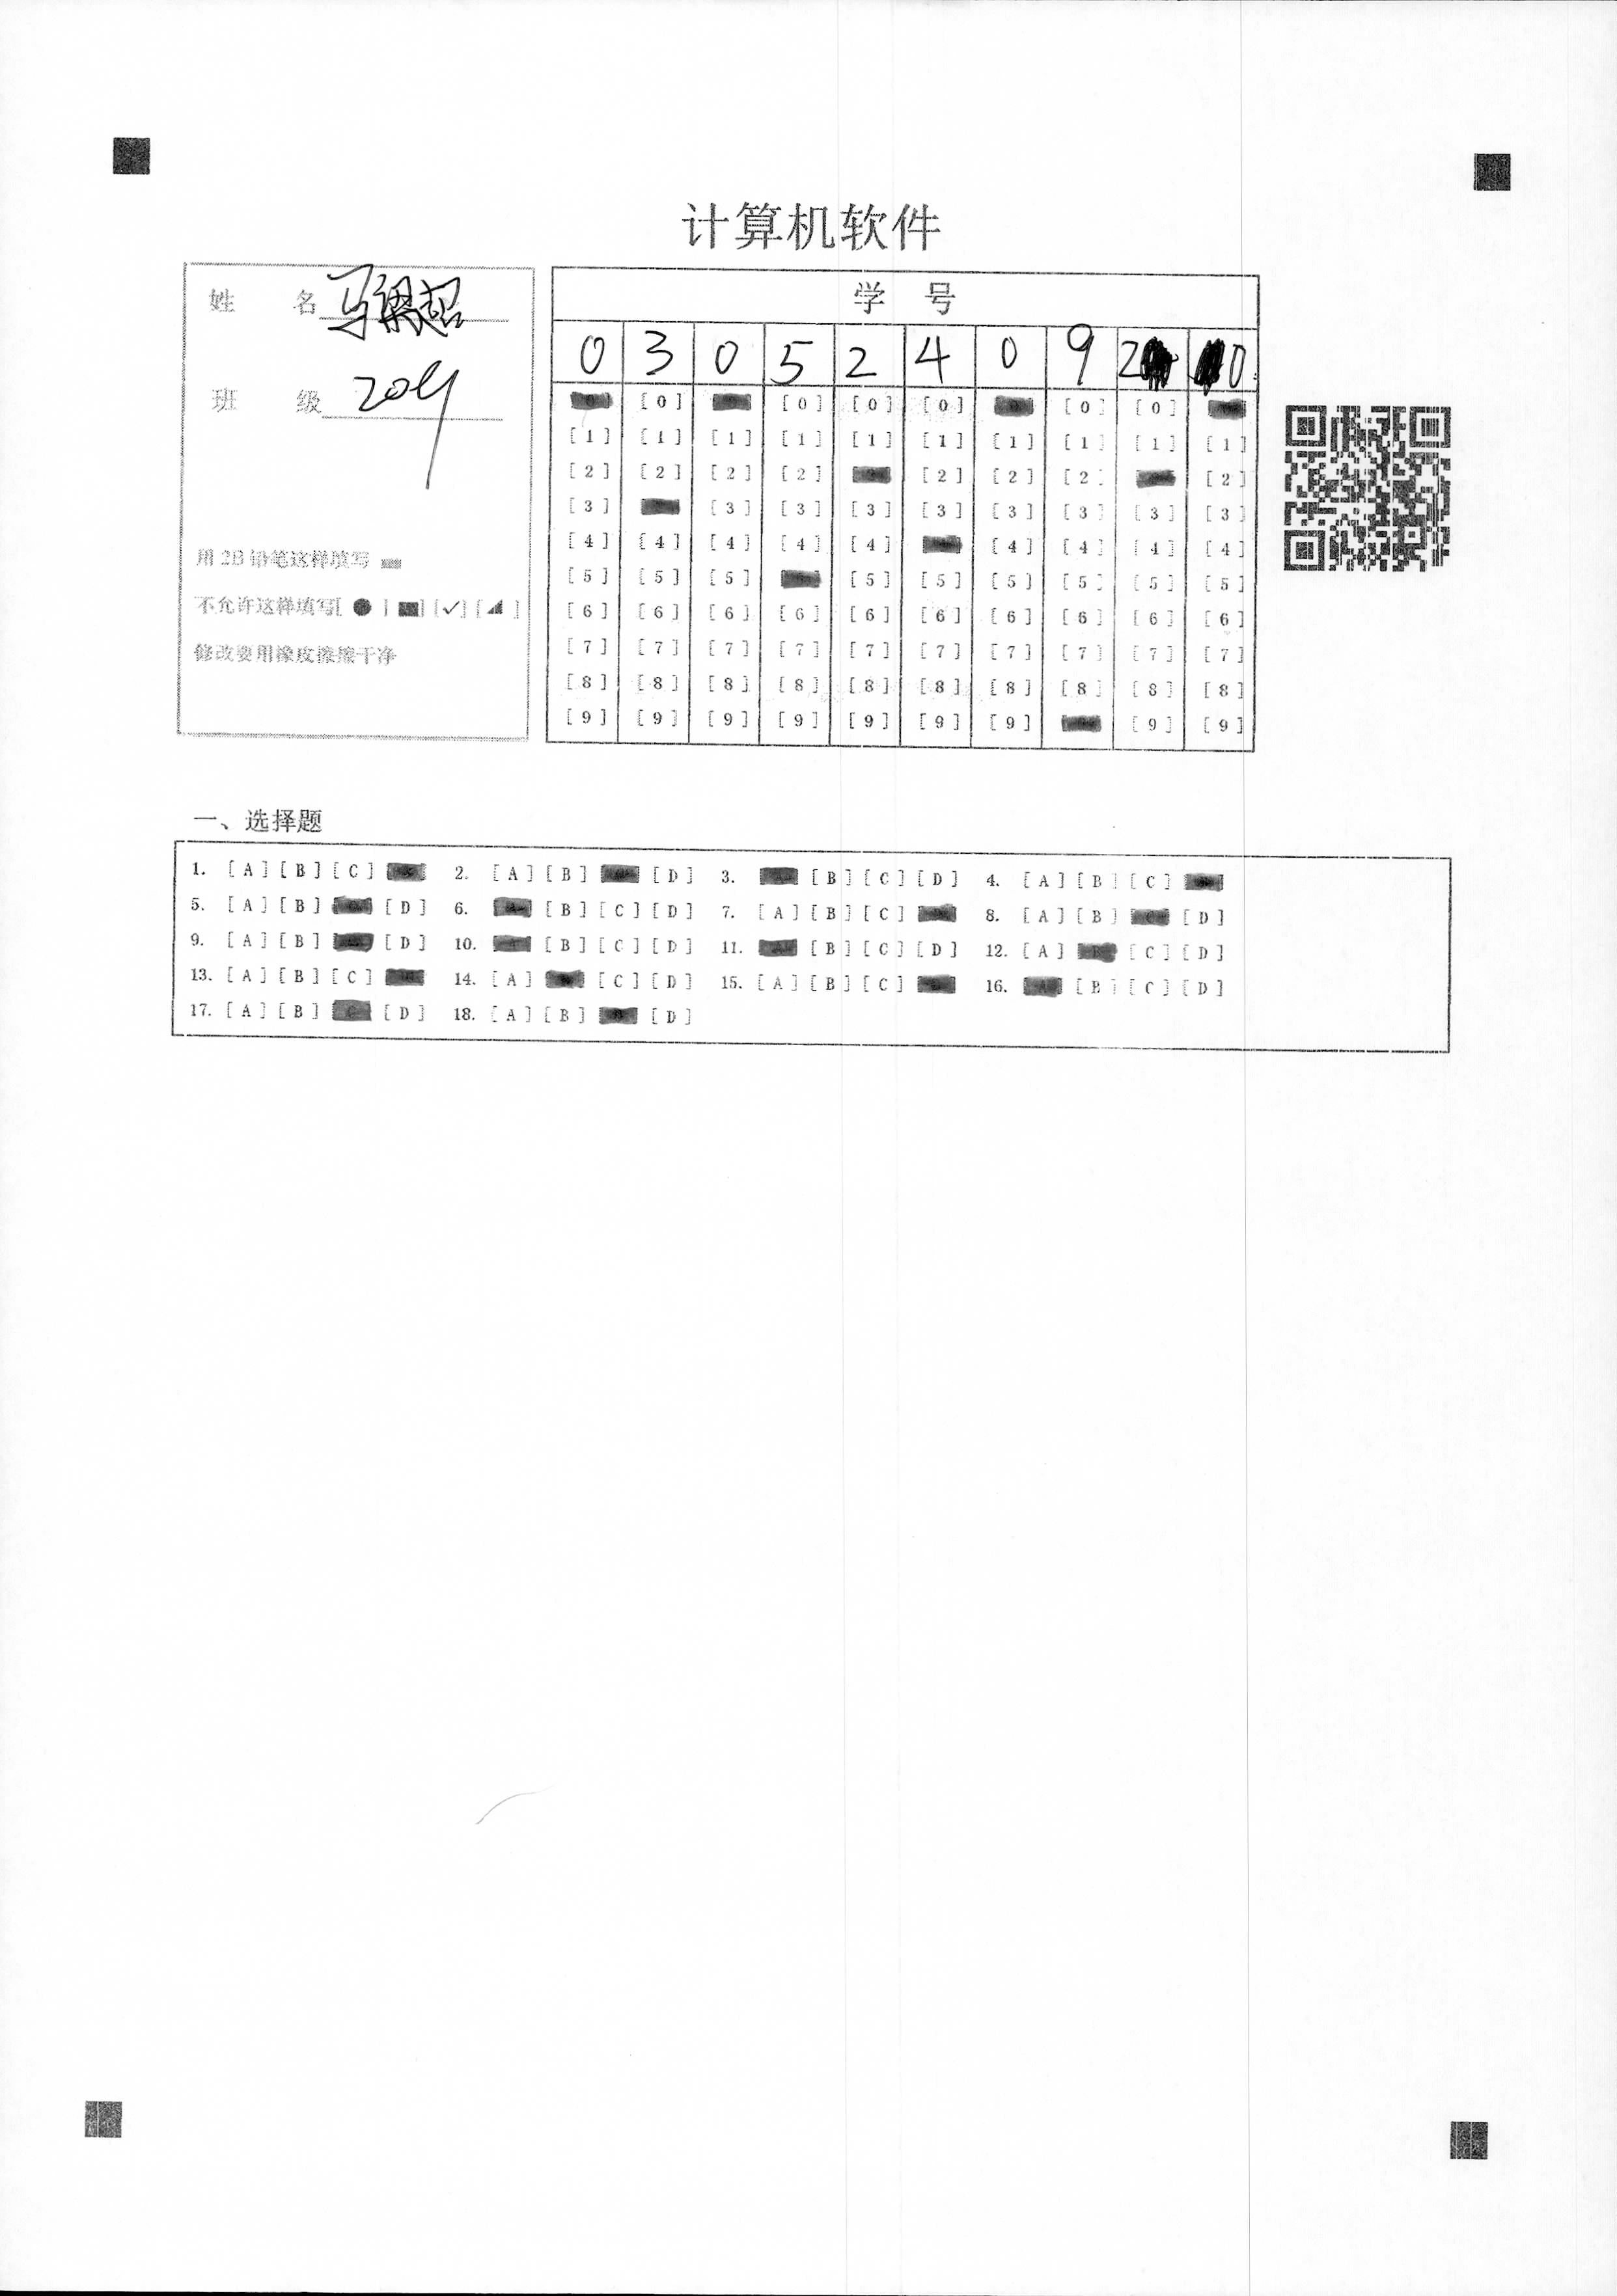 计算机软件
姓 名 马梁超
班 级 204
用 2B 铅笔这样填写
不允许这样填写[ ● ] [✓] [ ]
修改要用橡皮擦擦干净
学 号
0 3 0 5 2 4 0 9 2 0
[0] [0] [0] [0] [0] [0]
[1] [1] [1] [1] [1] [1] [1] [1] [1] [1]
[2] [2] [2] [2] [2] [2] [2] [2]
[3] [3] [3] [3] [3] [3] [3] [3] [3]
[4] [4] [4] [4] [4] [4] [4] [4] [4]
[5] [5] [5] [5] [5] [5] [5] [5] [5]
[6] [6] [6] [6] [6] [6] [6] [6] [6] [6]
[7] [7] [7] [7] [7] [7] [7] [7] [7] [7]
[8] [8] [8] [8] [8] [8] [8] [8] [8] [8]
[9] [9] [9] [9] [9] [9] [9] [9] [9]
一、选择题
1. [A] [B] [C] 2. [A] [B] [D] 3. [B] [C] [D] 4. [A] [B] [C]
5. [A] [B] [D] 6. [B] [C] [D] 7. [A] [B] [C] 8. [A] [B] [D]
9. [A] [B] [D] 10. [B] [C] [D] 11. [B] [C] [D] 12. [A] [C] [D]
13. [A] [B] [C] 14. [A] [C] [D] 15. [A] [B] [C] 16. [B] [C] [D]
17. [A] [B] [D] 18. [A] [B] [D]